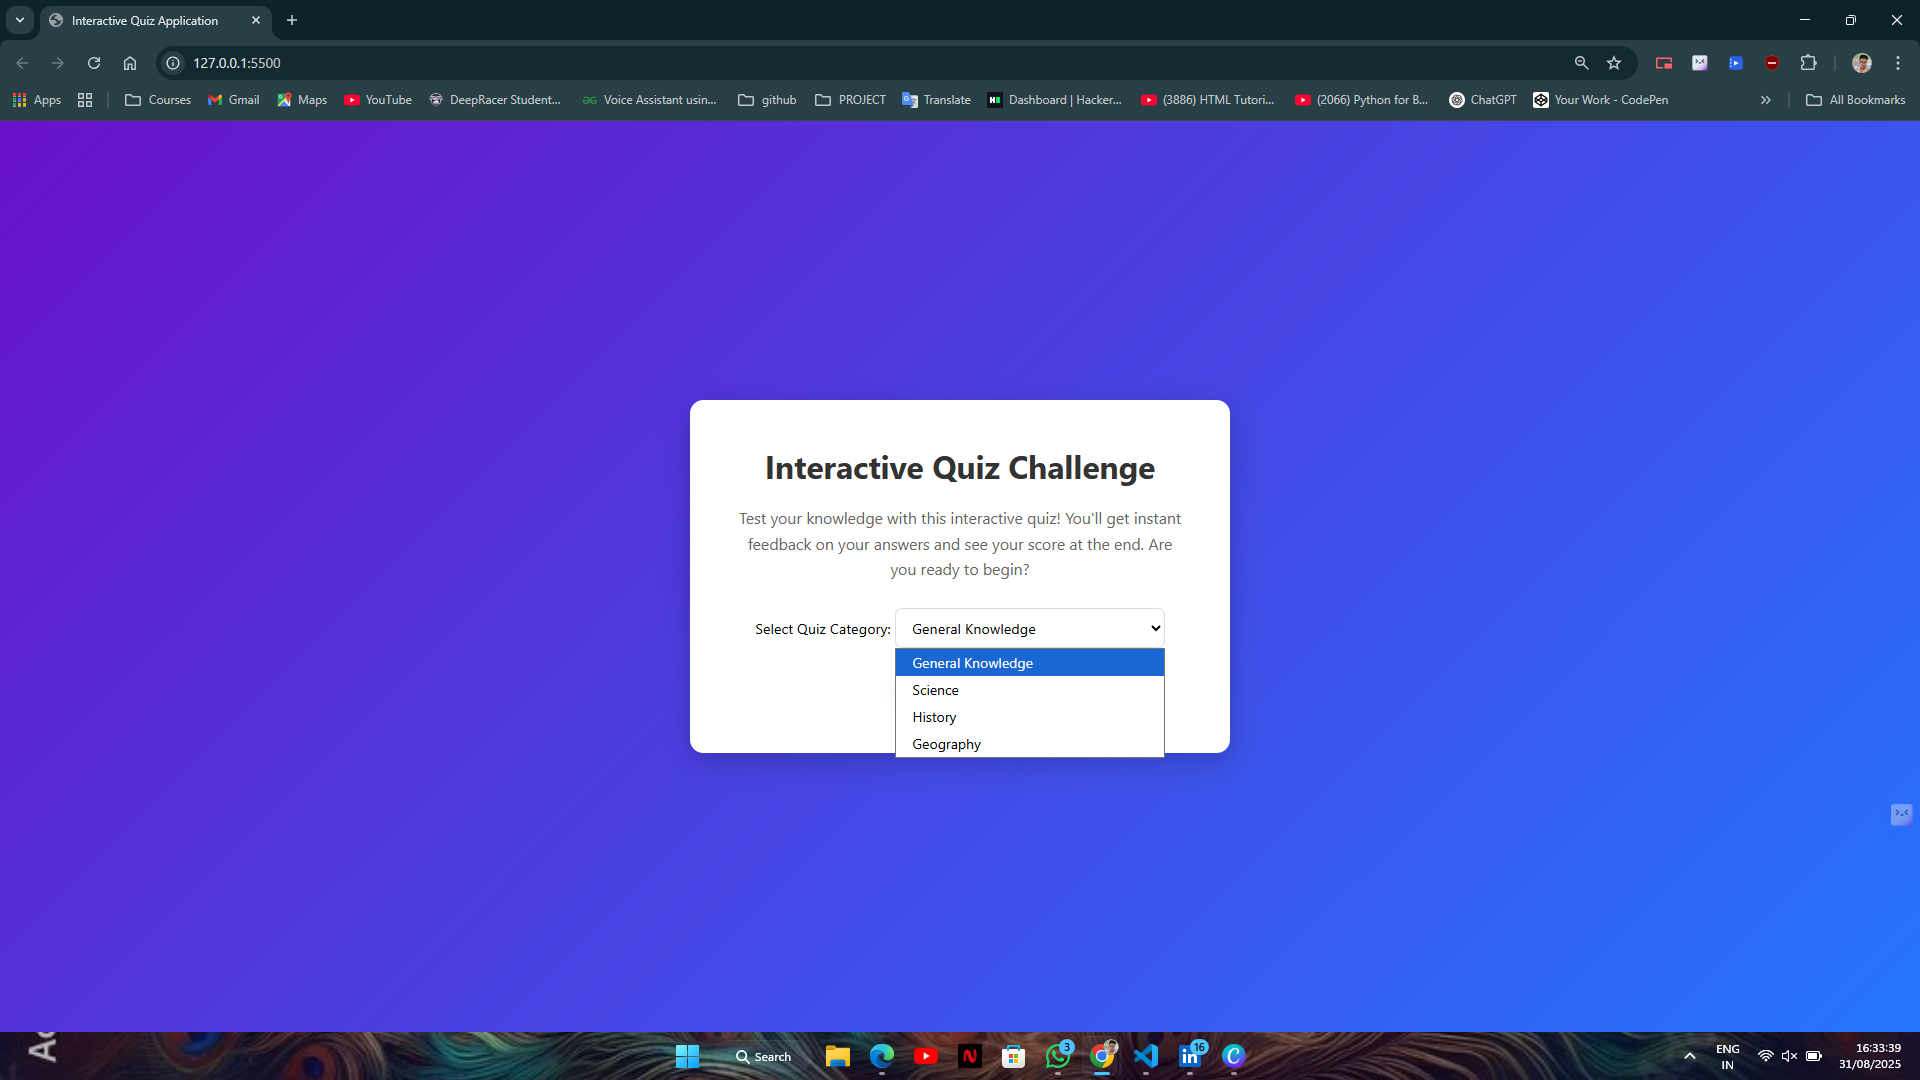 Interactive Quiz Application
127.0.0.1:5500
Apps
Courses
Gmail
Maps
YouTube
DeepRacer Student...
Voice Assistant usin...
github
PROJECT
Translate
Dashboard | Hacker...
(3886) HTML Tutori...
(2066) Python for B...
ChatGPT
Your Work - CodePen
All Bookmarks
Interactive Quiz Challenge
Test your knowledge with this interactive quiz! You'll get instant
feedback on your answers and see your score at the end. Are
you ready to begin?
Select Quiz Category:
General Knowledge
General Knowledge
Science
History
Geography
Search
3
16
ENG
IN
16:33:39
31/08/2025